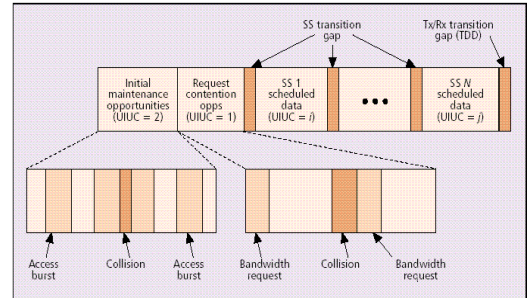 SS transition
gap
Tx/Rx transition
gap (TDD)
Initial
maintenance
opportunities
(UIUC = 2)
Request
contention
opps
(UIUC = 1)
SS 1
scheduled
data
(UIUC = i)
•••
SS N
scheduled
data
(UIUC = j)
Access
burst
Collision
Access
burst
Bandwidth
request
Collision
Bandwidth
request